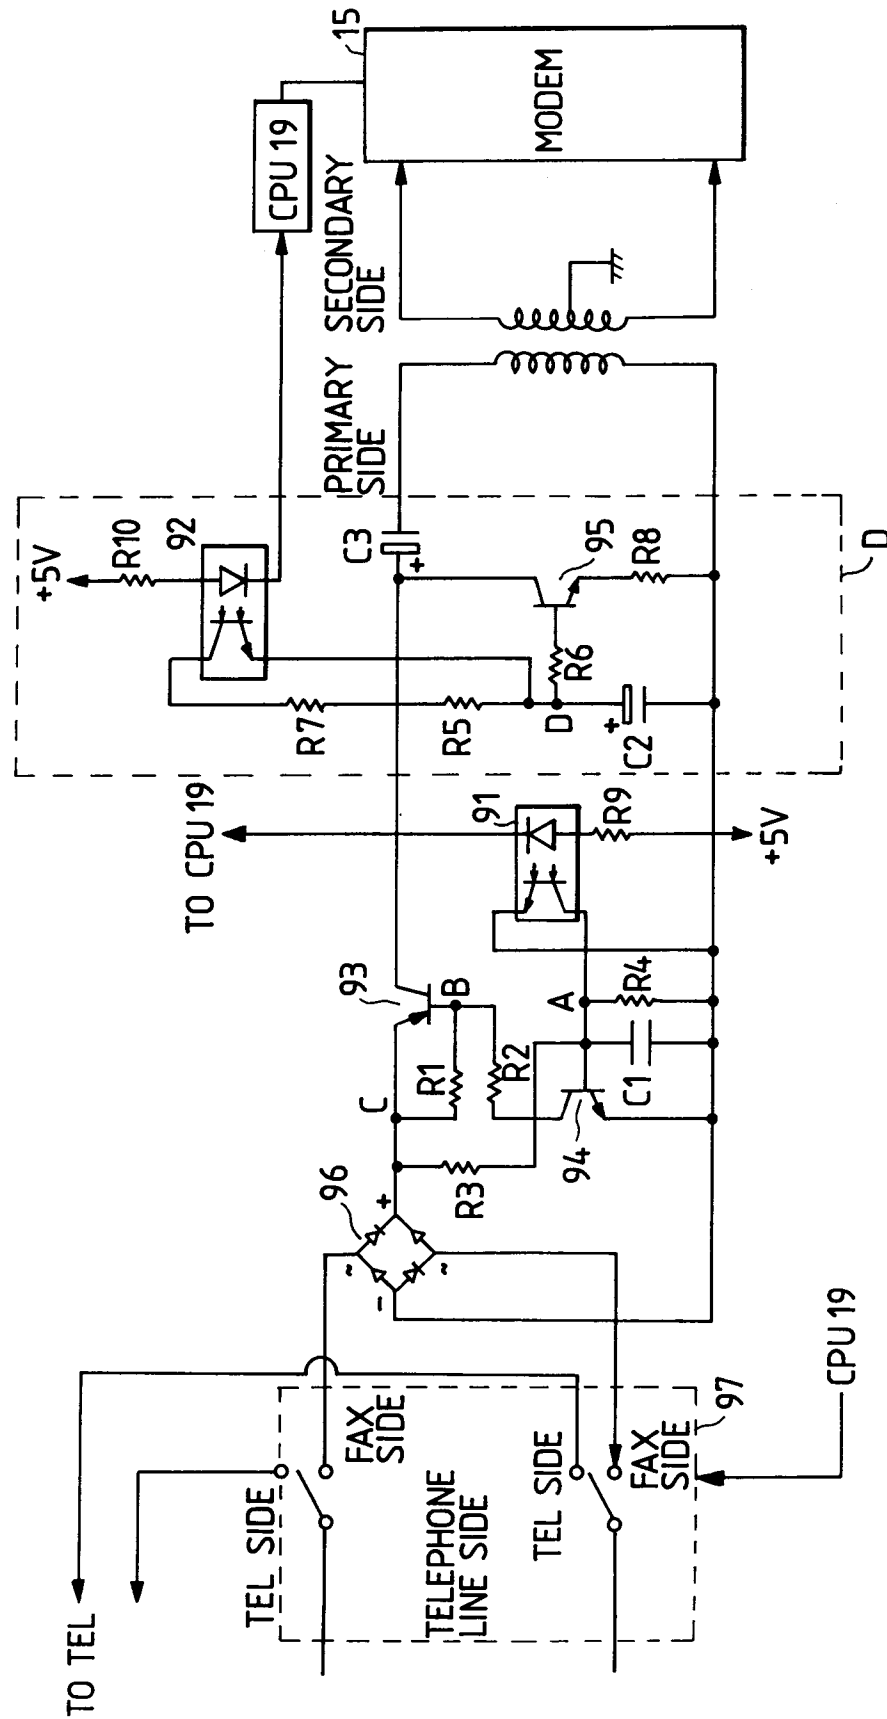 TO TEL
TEL SIDE
FAX
SIDE
TELEPHONE
LINE SIDE
TEL SIDE
FAX
SIDE
97
CPU 19
96
~
~
+
−
C
R3
R1
93
B
R2
94
C1
A
R4
TO CPU 19
91
R9
+5V
+5V
R10
92
R7
R5
D
+
C2
R6
C3
+
95
R8
D
PRIMARY
SIDE
SECONDARY
SIDE
CPU 19
15
MODEM